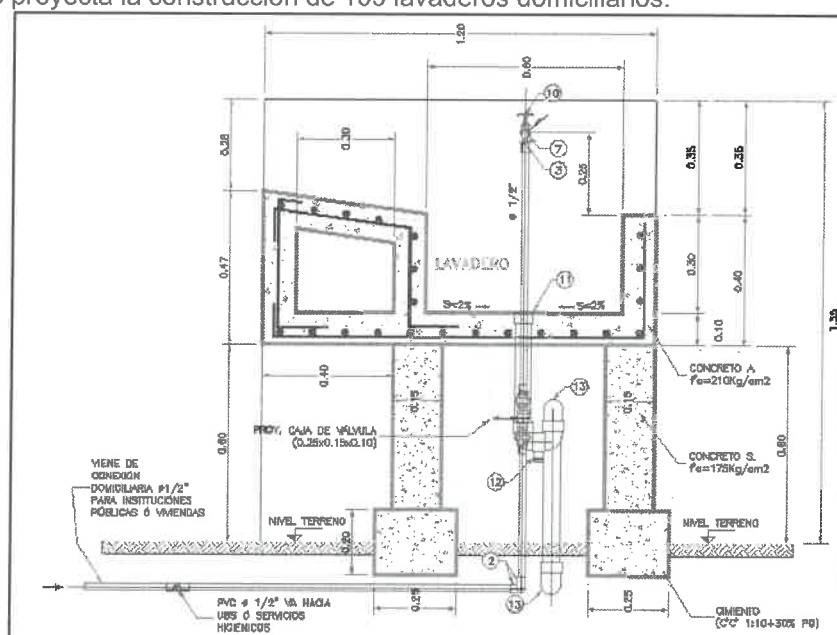 proyecta la construcción de 105 lavaderos domiciliarios.
1.20
0.60
10
0.28
0.30
7
3
0.25
0.35
0.35
ø 1/2"
0.47
LAVADERO
11
0.30
0.40
1.35
S=2%
S=2%
0.10
0.40
13
CONCRETO A.
f'c=210Kg/cm2
0.15
0.15
PROY. CAJA DE VÁLVULA
(0.25x0.15x0.10)
0.60
0.60
CONCRETO S.
f'c=175Kg/cm2
12
VIENE DE
CONEXIÓN
DOMICILIARIA ø1/2"
PARA INSTITUCIONES
PÚBLICAS Ó VIVIENDAS
NIVEL TERRENO
NIVEL TERRENO
0.20
2
0.25
13
0.25
PVC ø 1/2" VA HACIA
UBS Ó SERVICIOS
HIGIENICOS
CIMIENTO
(C°C° 1:10+30% PG)